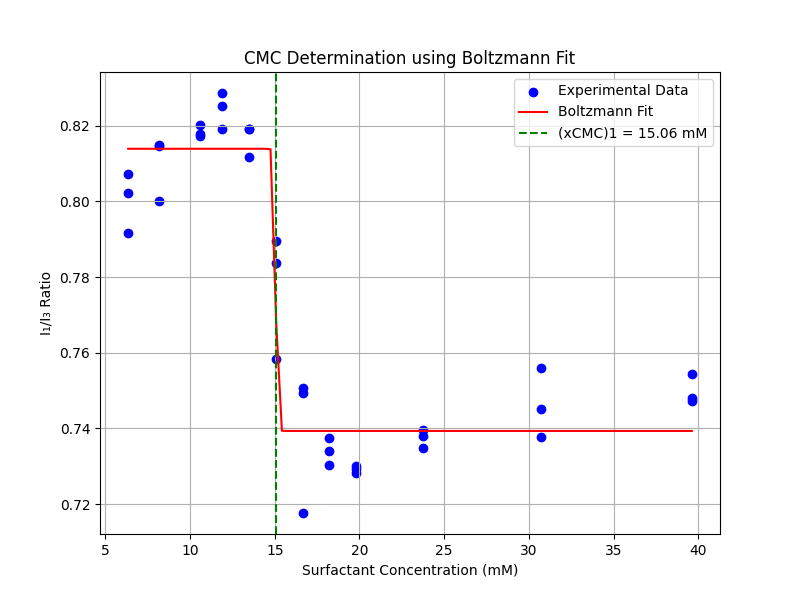 CMC Determination using Boltzmann Fit
Experimental Data
Boltzmann Fit
(xCMC)1 = 15.06 mM
I₁/I₃ Ratio
0.82
0.80
0.78
0.76
0.74
0.72
5 10 15 20 25 30 35 40
Surfactant Concentration (mM)